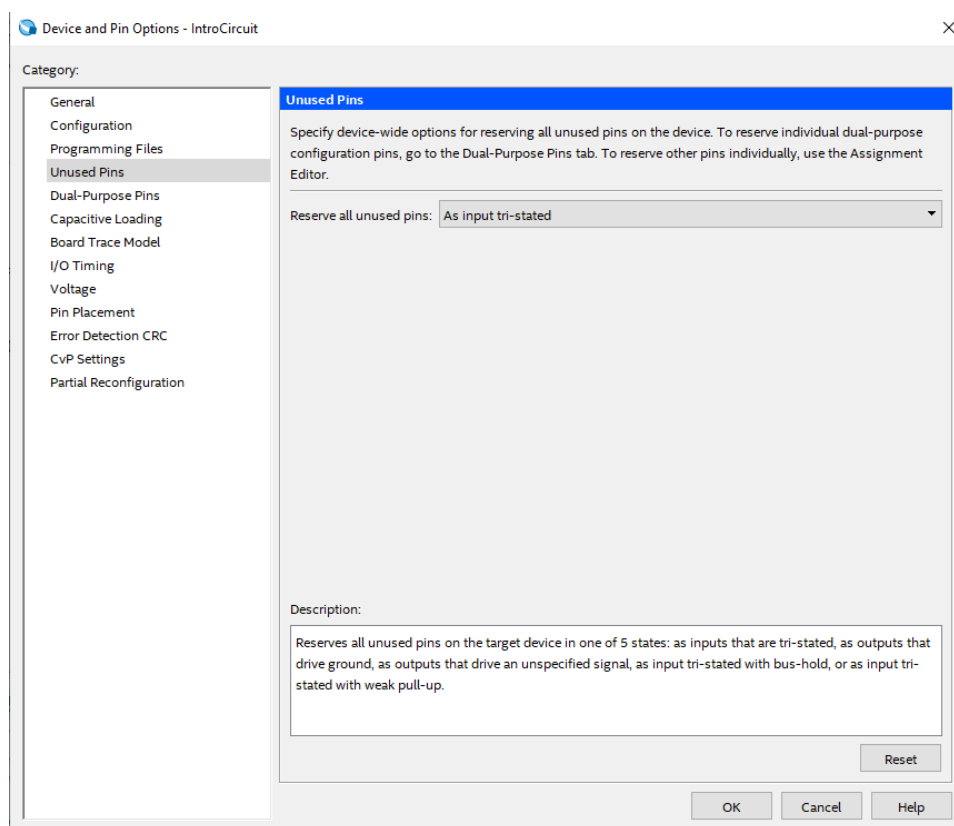 Device and Pin Options - IntroCircuit
Category:
General
Configuration
Programming Files
Unused Pins
Dual-Purpose Pins
Capacitive Loading
Board Trace Model
I/O Timing
Voltage
Pin Placement
Error Detection CRC
CvP Settings
Partial Reconfiguration
Unused Pins
Specify device-wide options for reserving all unused pins on the device. To reserve individual dual-purpose
configuration pins, go to the Dual-Purpose Pins tab. To reserve other pins individually, use the Assignment
Editor.
Reserve all unused pins: As input tri-stated
Description:
Reserves all unused pins on the target device in one of 5 states: as inputs that are tri-stated, as outputs that
drive ground, as outputs that drive an unspecified signal, as input tri-stated with bus-hold, or as input tri-
stated with weak pull-up.
Reset
OK Cancel Help